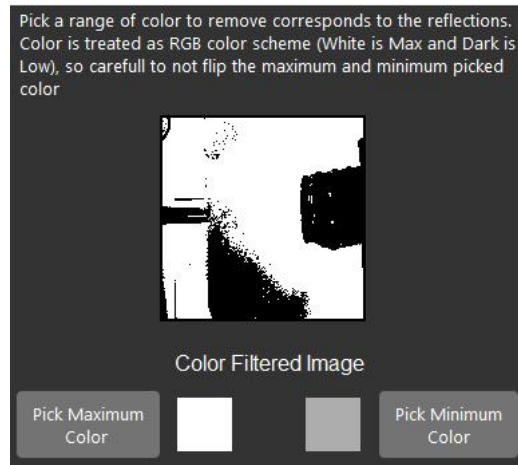 Pick a range of color to remove corresponds to the reflections.
Color is treated as RGB color scheme (White is Max and Dark is
Low), so carefull to not flip the maximum and minimum picked
color
Color Filtered Image
Pick Maximum
Color
Pick Minimum
Color